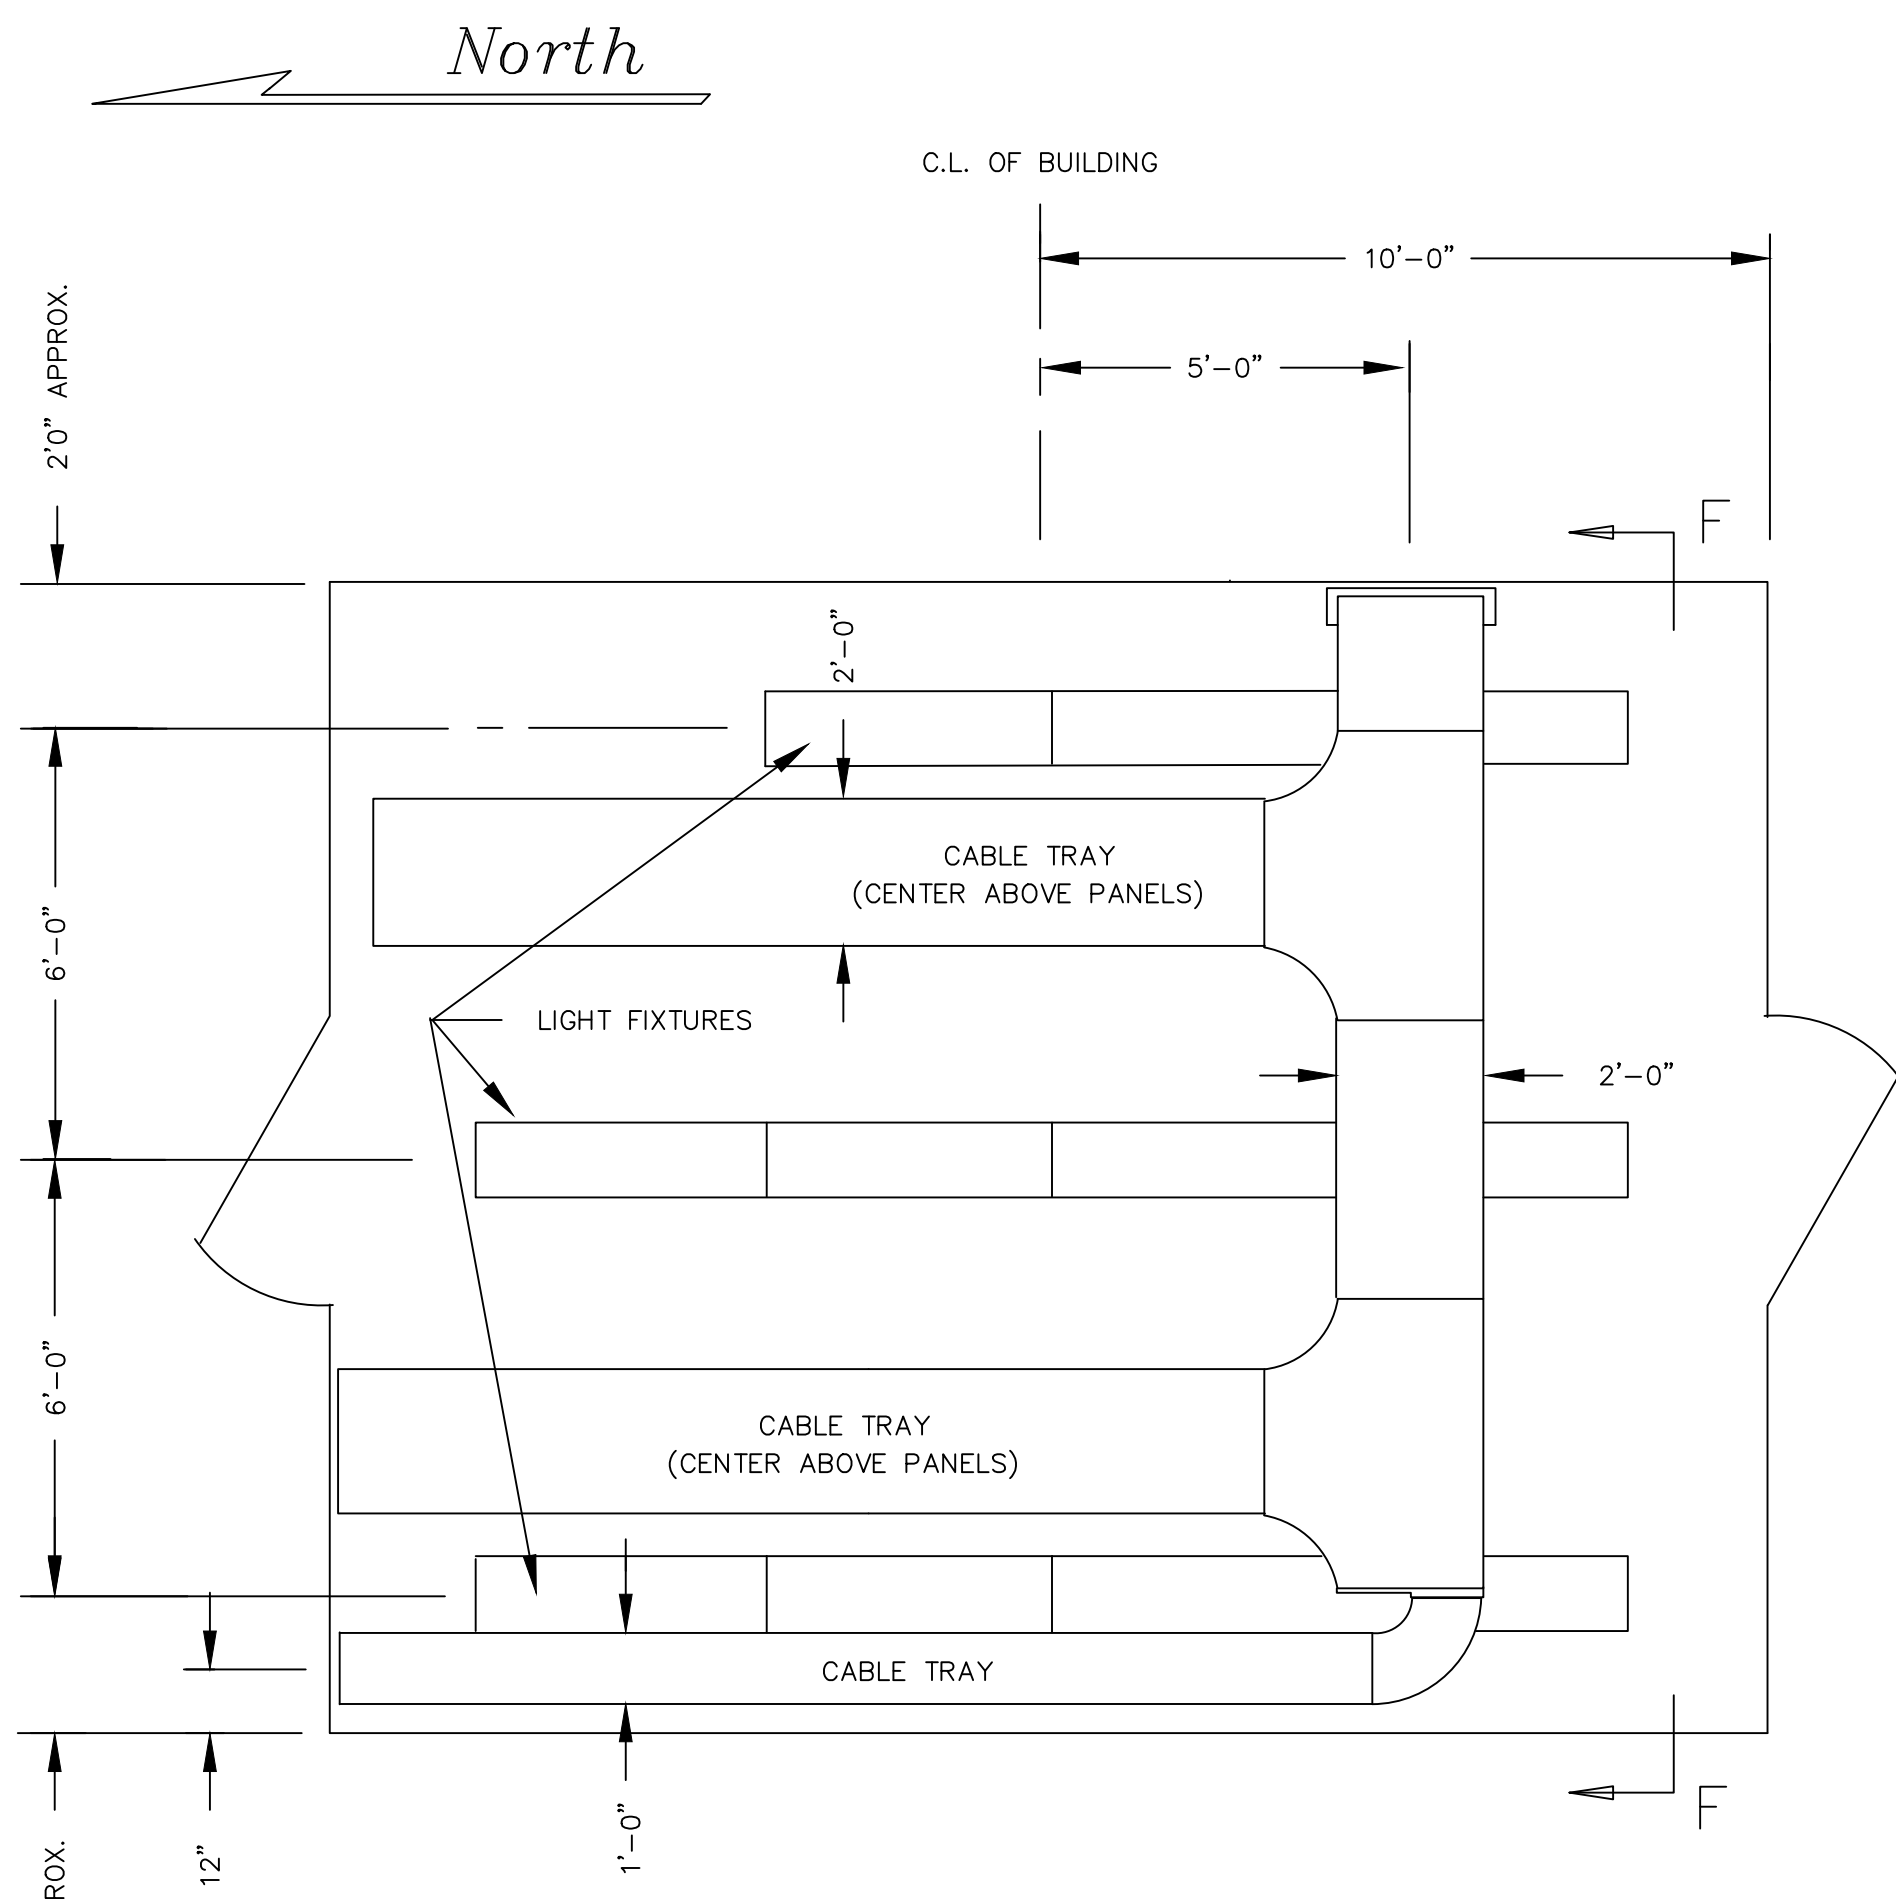 North
C.L. OF BUILDING
10'-0"
5'-0"
2'0" APPROX.
F
2'-0"
CABLE TRAY
(CENTER ABOVE PANELS)
6'-0"
LIGHT FIXTURES
2'-0"
6'-0"
CABLE TRAY
(CENTER ABOVE PANELS)
CABLE TRAY
F
1'-0"
12"
ROX.